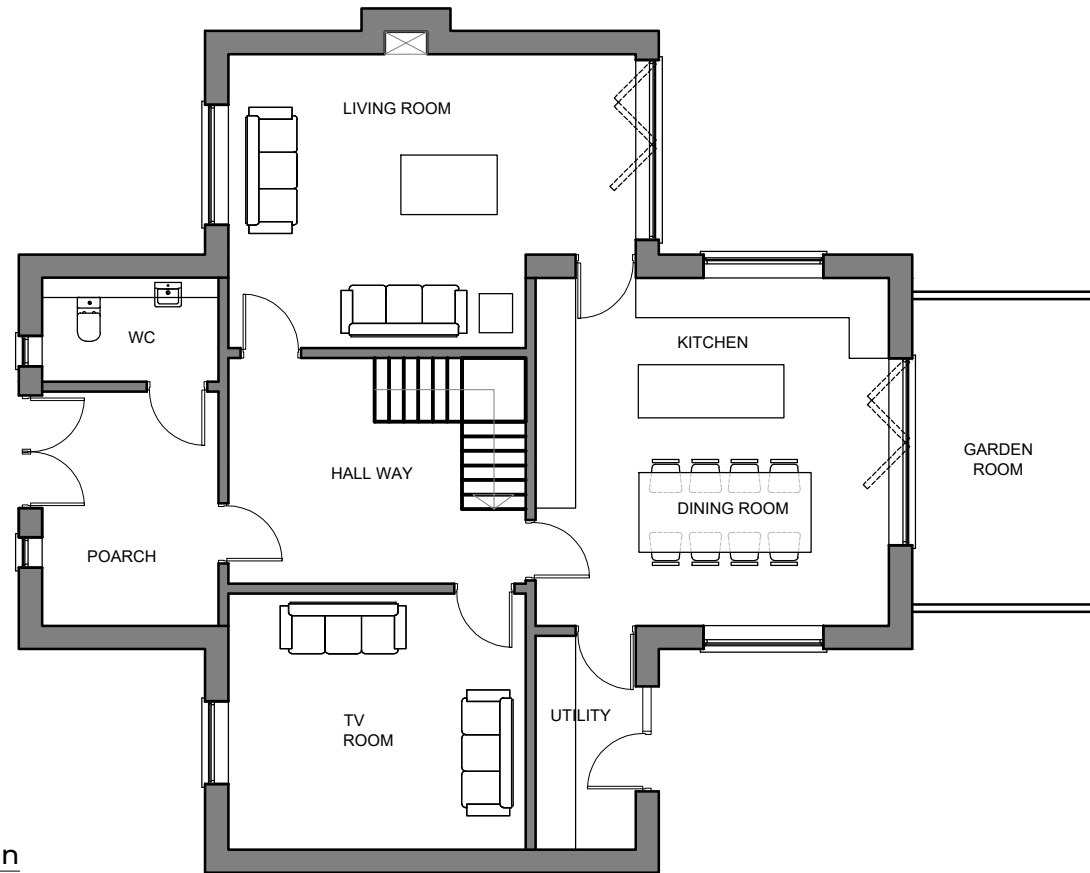 LIVING ROOM
WC
KITCHEN
GARDEN
ROOM
HALL WAY
DINING ROOM
POARCH
UTILITY
TV
ROOM
n